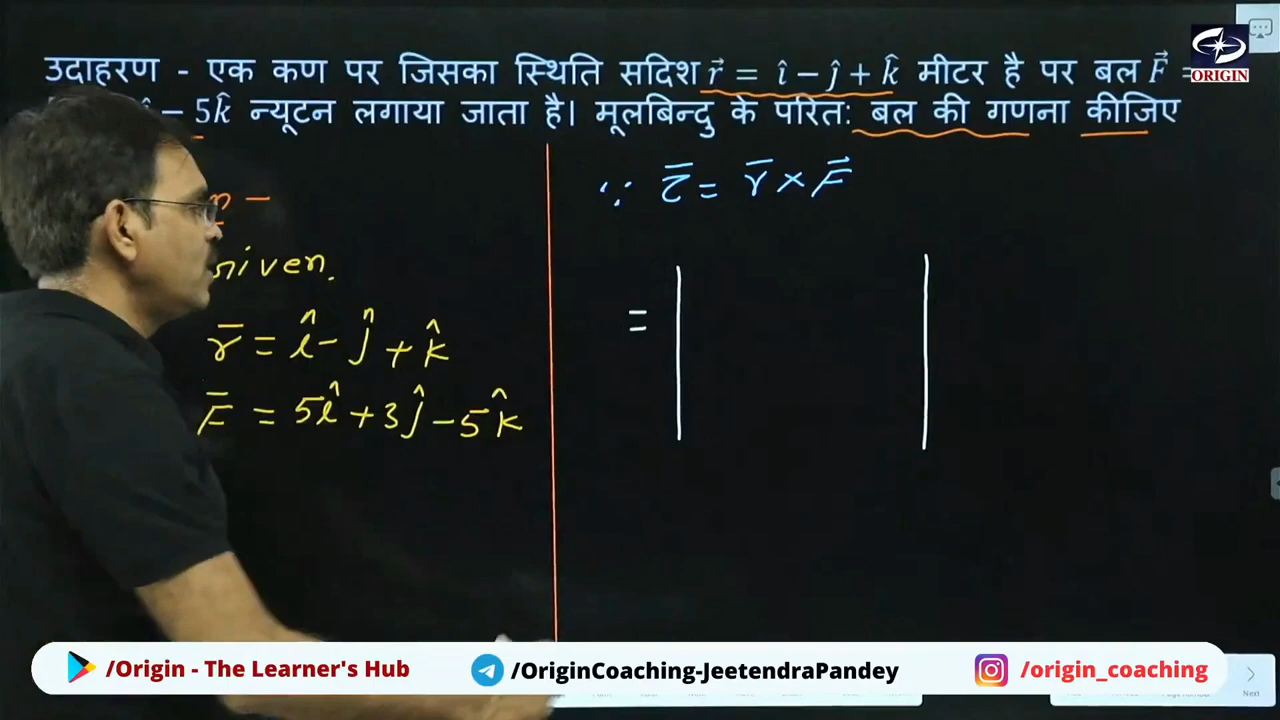 उदाहरण - एक कण पर जिसका स्थिति सदिश r⃗ = î − ĵ + k̂ मीटर है पर बल F⃗ =
− 5k̂ न्यूटन लगाया जाता है। मूलबिन्दु के परित: बल की गणना कीजिए
ORIGIN
∵ τ̄ = r̄ × F⃗
=
r̄ = î − ĵ + k̂
F̄ = 5î + 3ĵ − 5k̂
/Origin - The Learner's Hub
/OriginCoaching-JeetendraPandey
/origin_coaching
Next